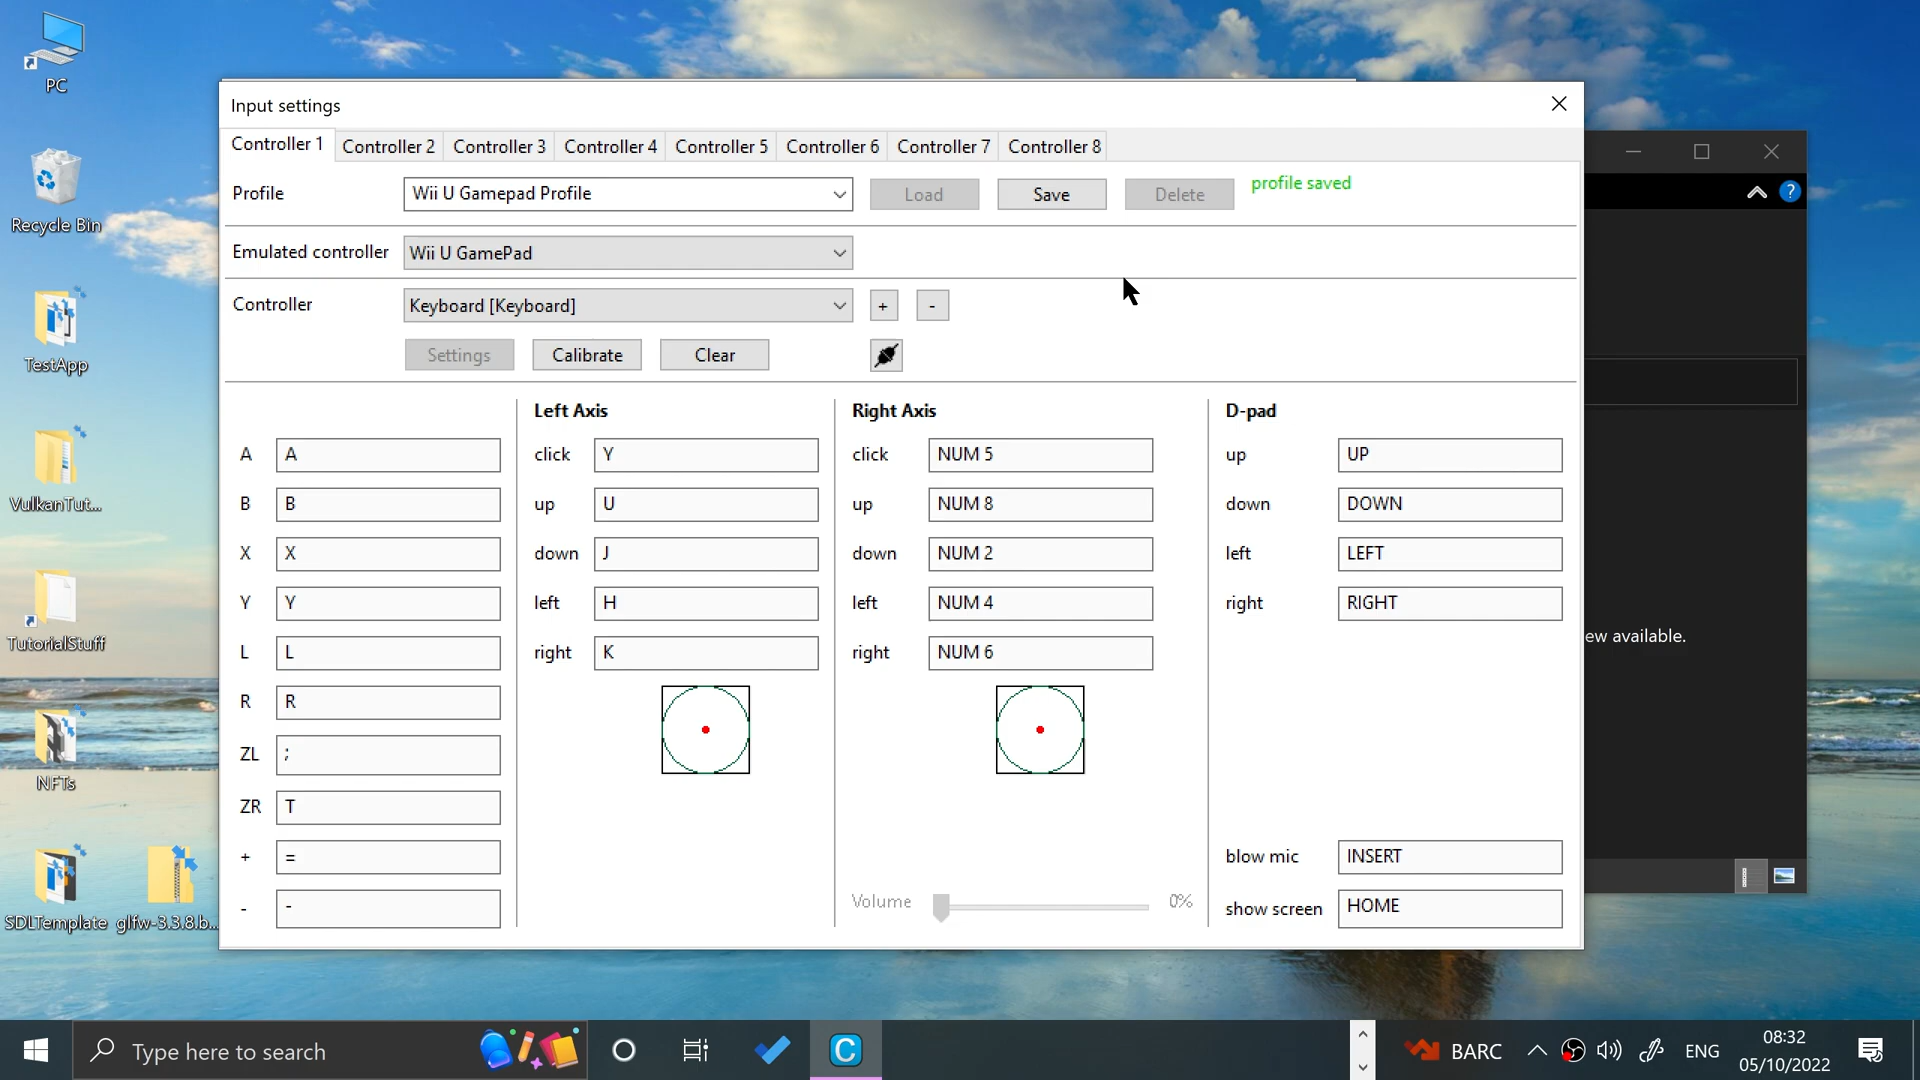 PC
Recycle Bin
TestApp
VulkanTut...
TutorialStuff
NFTs
SDLTemplate
glfw-3.3.8.b...
Input settings
Controller 1
Controller 2
Controller 3
Controller 4
Controller 5
Controller 6
Controller 7
Controller 8
Profile
Wii U Gamepad Profile
Load
Save
Delete
profile saved
Emulated controller
Wii U GamePad
Controller
Keyboard [Keyboard]
+
-
Settings
Calibrate
Clear
A A
B B
X X
Y Y
L L
R R
ZL ;
ZR T
+ =
- -
Left Axis
click Y
up U
down J
left H
right K
Right Axis
click NUM 5
up NUM 8
down NUM 2
left NUM 4
right NUM 6
Volume 0%
D-pad
up UP
down DOWN
left LEFT
right RIGHT
blow mic INSERT
show screen HOME
?
ew available.
Type here to search
C
BARC
ENG
08:32
05/10/2022